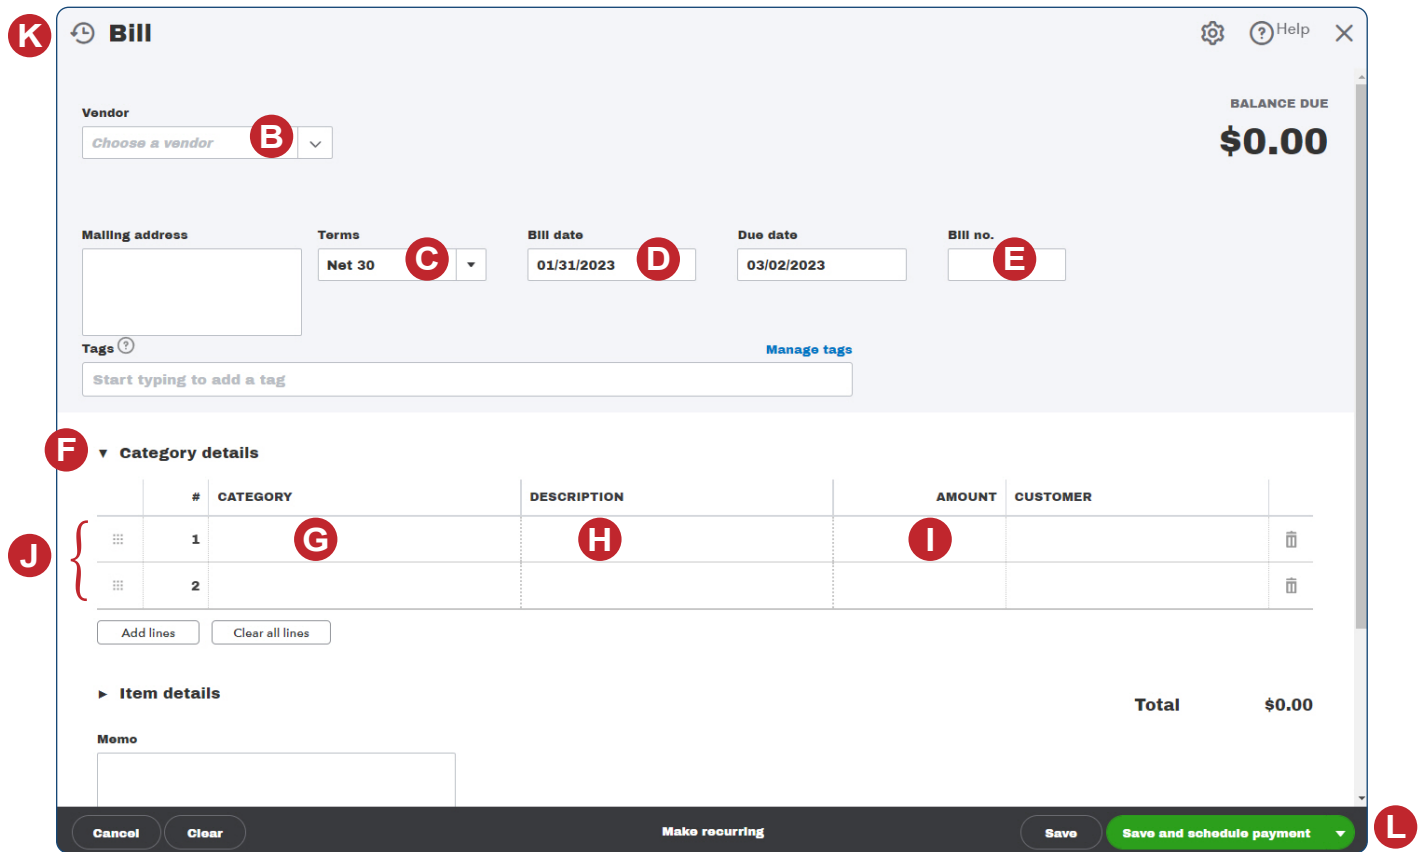 K Bill Help
BALANCE DUE
$0.00
Vendor
Choose a vendor B
Mailing address Terms Bill date Due date Bill no.
Net 30 C 01/31/2023 D 03/02/2023 E
Tags Manage tags
Start typing to add a tag
F Category details
# CATEGORY DESCRIPTION AMOUNT CUSTOMER
1 G H I
J
2
Add lines Clear all lines
Item details
Total $0.00
Memo
Cancel Clear Make recurring Save Save and schedule payment L